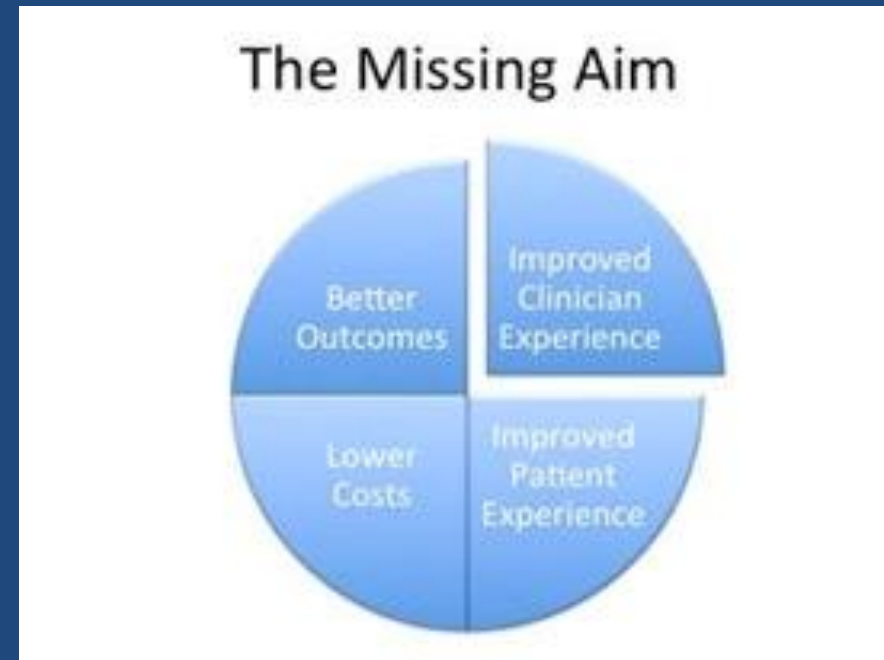 The Missing Aim
Better
Outcomes
Improved
Clinician
Experience
Lower
Costs
Improved
Patient
Experience